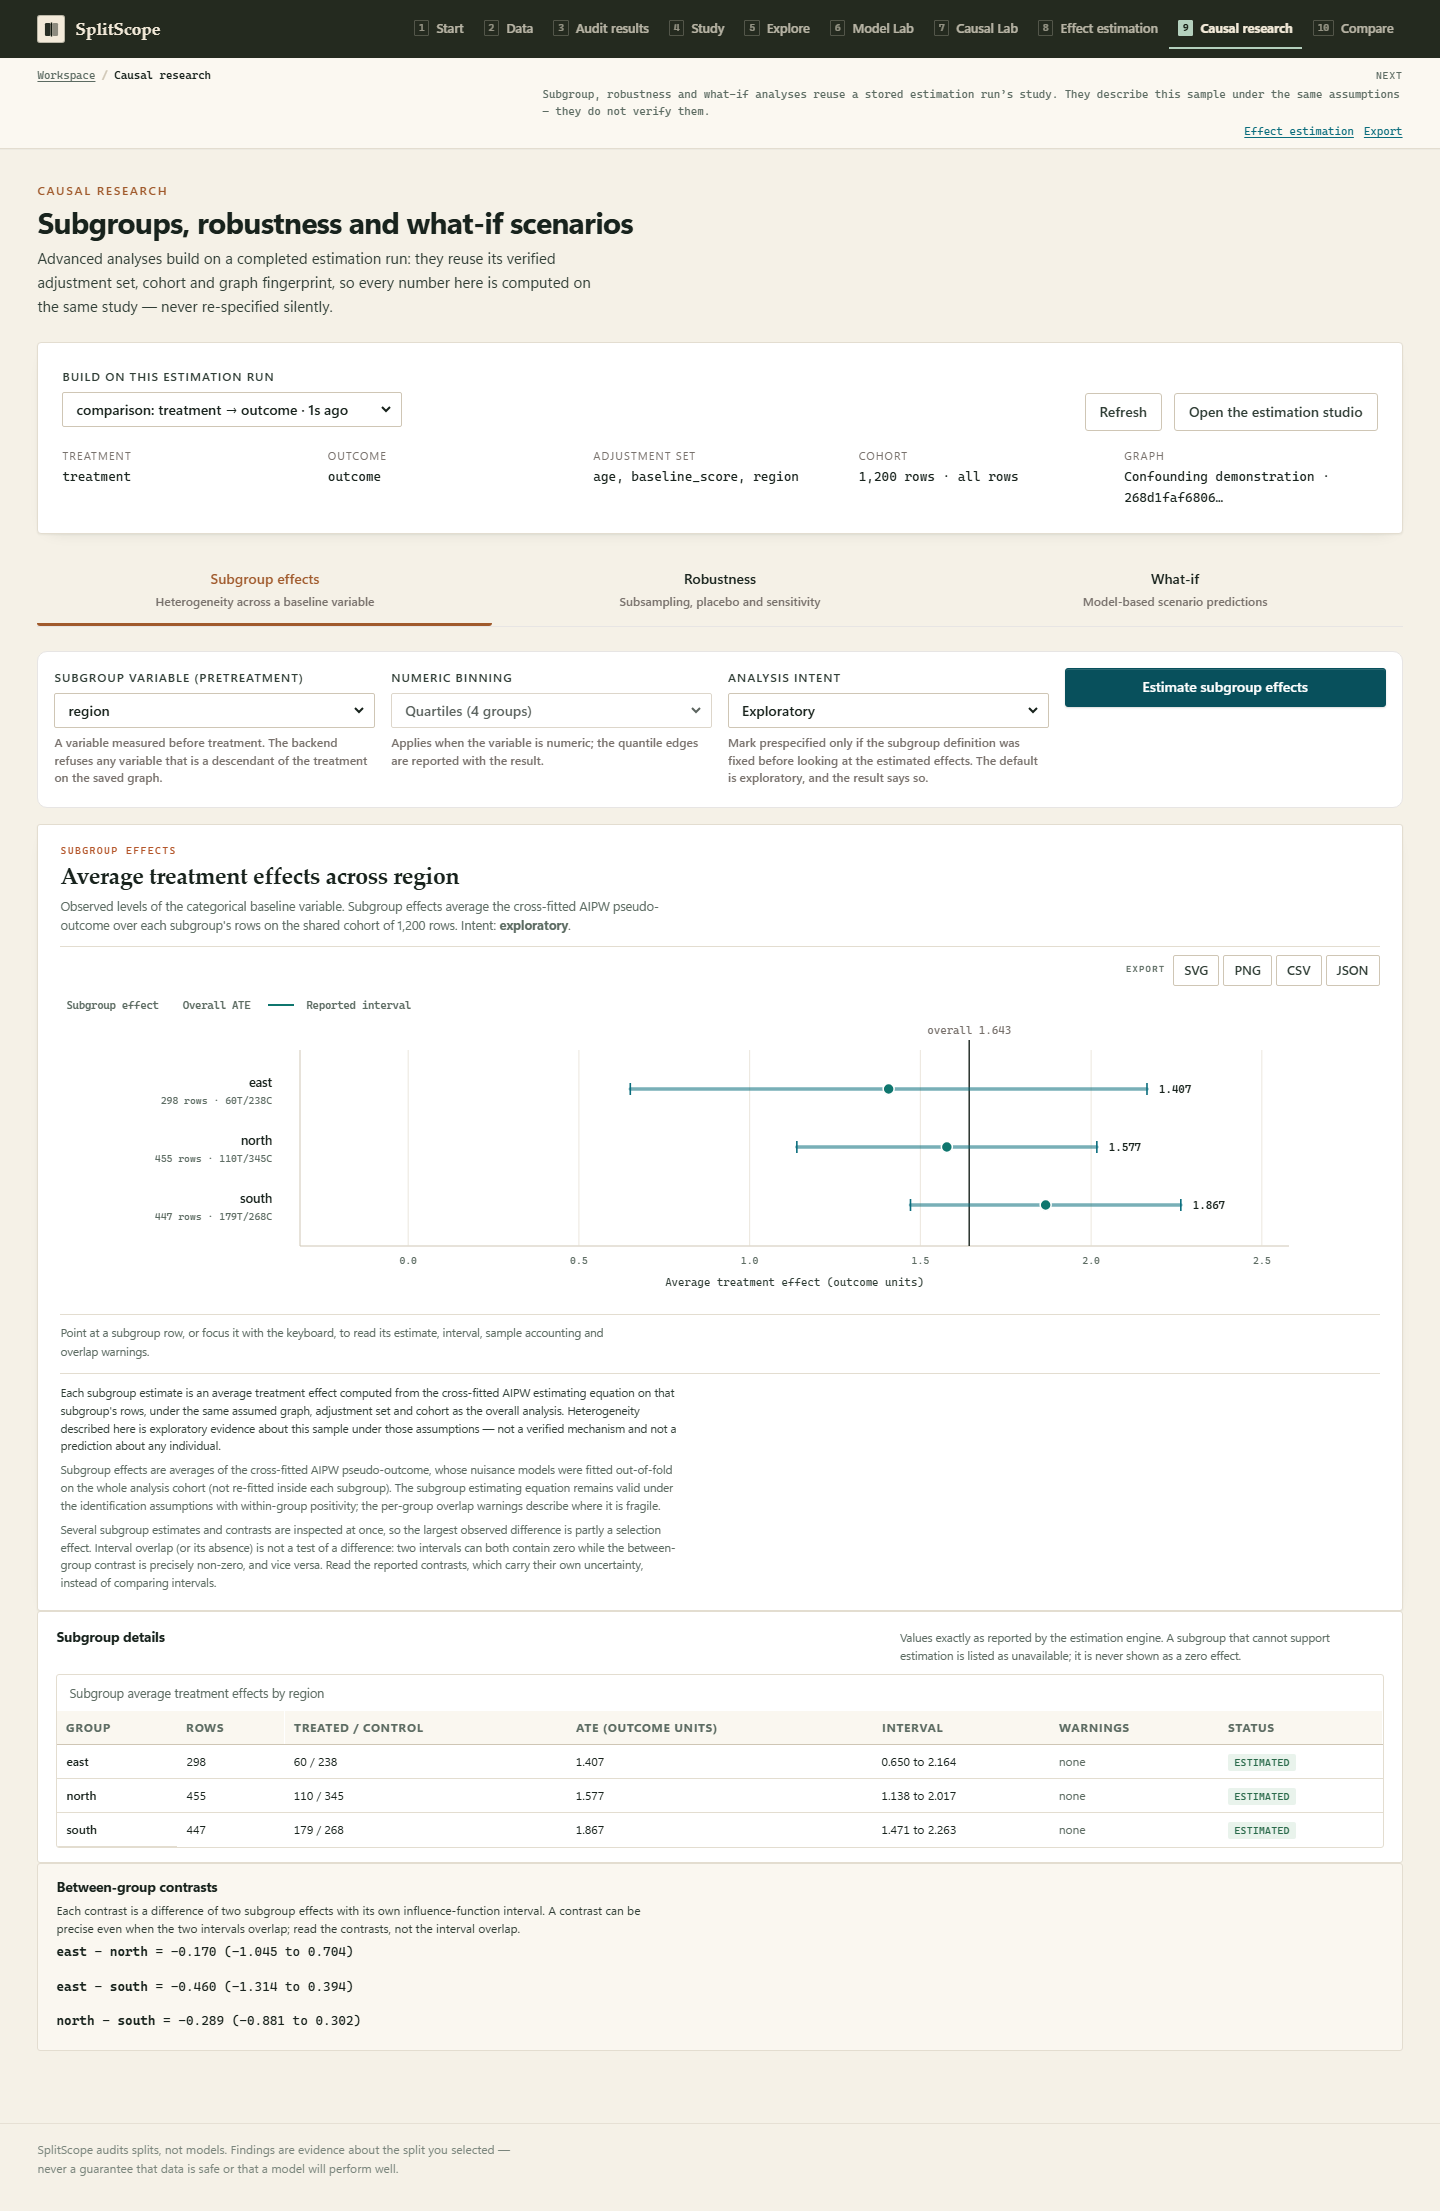 SplitScope
1 Start 2 Data 3 Audit results 4 Study 5 Explore 6 Model Lab 7 Causal Lab 8 Effect estimation 9 Causal research 10 Compare
Workspace / Causal research
NEXT
Subgroup, robustness and what-if analyses reuse a stored estimation run's study. They describe this sample under the same assumptions
— they do not verify them.
Effect estimation Export
CAUSAL RESEARCH
Subgroups, robustness and what-if scenarios
Advanced analyses build on a completed estimation run: they reuse its verified
adjustment set, cohort and graph fingerprint, so every number here is computed on
the same study — never re-specified silently.
BUILD ON THIS ESTIMATION RUN
comparison: treatment → outcome · 1s ago
Refresh
Open the estimation studio
TREATMENT OUTCOME ADJUSTMENT SET COHORT GRAPH
treatment outcome age, baseline_score, region 1,200 rows · all rows Confounding demonstration ·
268d1faf6806…
Subgroup effects Robustness What-if
Heterogeneity across a baseline variable Subsampling, placebo and sensitivity Model-based scenario predictions
SUBGROUP VARIABLE (PRETREATMENT)
region
A variable measured before treatment. The backend
refuses any variable that is a descendant of the treatment
on the saved graph.
NUMERIC BINNING
Quartiles (4 groups)
Applies when the variable is numeric; the quantile edges
are reported with the result.
ANALYSIS INTENT
Exploratory
Mark prespecified only if the subgroup definition was
fixed before looking at the estimated effects. The default
is exploratory, and the result says so.
Estimate subgroup effects
SUBGROUP EFFECTS
Average treatment effects across region
Observed levels of the categorical baseline variable. Subgroup effects average the cross-fitted AIPW pseudo-
outcome over each subgroup's rows on the shared cohort of 1,200 rows. Intent: exploratory.
EXPORT SVG PNG CSV JSON
Subgroup effect Overall ATE Reported interval
overall 1.643
east
298 rows · 60T/238C
1.407
north
455 rows · 110T/345C
1.577
south
447 rows · 179T/268C
1.867
0.0 0.5 1.0 1.5 2.0 2.5
Average treatment effect (outcome units)
Point at a subgroup row, or focus it with the keyboard, to read its estimate, interval, sample accounting and
overlap warnings.
Each subgroup estimate is an average treatment effect computed from the cross-fitted AIPW estimating equation on that
subgroup's rows, under the same assumed graph, adjustment set and cohort as the overall analysis. Heterogeneity
described here is exploratory evidence about this sample under those assumptions — not a verified mechanism and not a
prediction about any individual.
Subgroup effects are averages of the cross-fitted AIPW pseudo-outcome, whose nuisance models were fitted out-of-fold
on the whole analysis cohort (not re-fitted inside each subgroup). The subgroup estimating equation remains valid under
the identification assumptions with within-group positivity; the per-group overlap warnings describe where it is fragile.
Several subgroup estimates and contrasts are inspected at once, so the largest observed difference is partly a selection
effect. Interval overlap (or its absence) is not a test of a difference: two intervals can both contain zero while the between-
group contrast is precisely non-zero, and vice versa. Read the reported contrasts, which carry their own uncertainty,
instead of comparing intervals.
Subgroup details
Values exactly as reported by the estimation engine. A subgroup that cannot support
estimation is listed as unavailable; it is never shown as a zero effect.
Subgroup average treatment effects by region
GROUP ROWS TREATED / CONTROL ATE (OUTCOME UNITS) INTERVAL WARNINGS STATUS
east 298 60 / 238 1.407 0.650 to 2.164 none ESTIMATED
north 455 110 / 345 1.577 1.138 to 2.017 none ESTIMATED
south 447 179 / 268 1.867 1.471 to 2.263 none ESTIMATED
Between-group contrasts
Each contrast is a difference of two subgroup effects with its own influence-function interval. A contrast can be
precise even when the two intervals overlap; read the contrasts, not the interval overlap.
east − north = −0.170 (−1.045 to 0.704)
east − south = −0.460 (−1.314 to 0.394)
north − south = −0.289 (−0.881 to 0.302)
SplitScope audits splits, not models. Findings are evidence about the split you selected —
never a guarantee that data is safe or that a model will perform well.